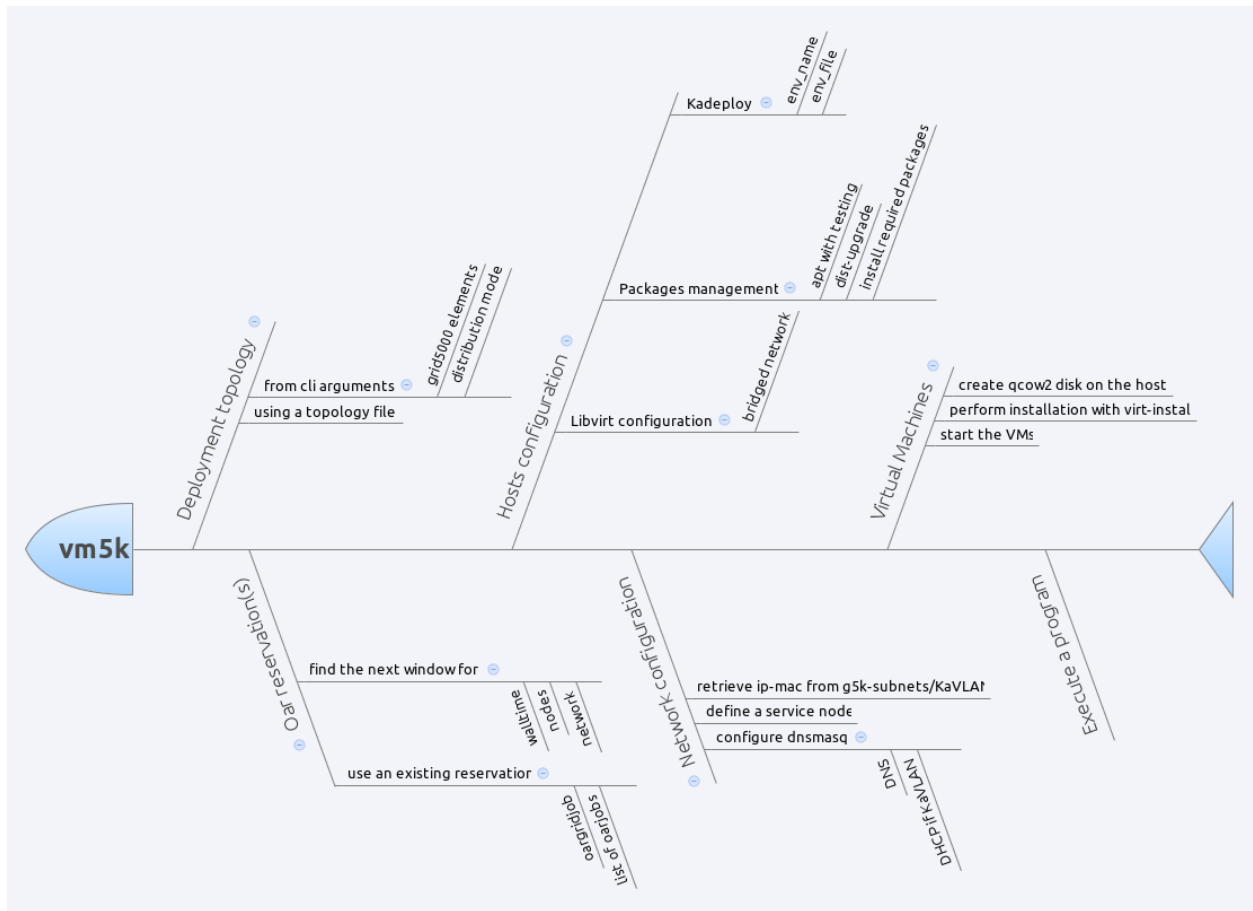 vm5k
Deployment topology
from cli arguments
grid5000 elements
distribution mode
using a topology file
Oar reservation(s)
find the next window for
walltime
nodes
network
use an existing reservation
oargridjob
list of oarjobs
Hosts configuration
Kadeploy
env_name
env_file
Packages management
apt with testing
dist-upgrade
install required packages
Libvirt configuration
bridged network
Network configuration
retrieve ip-mac from g5k-subnets/KaVLAN
define a service node
configure dnsmasq
DNS
DHCP if KaVLAN
Virtual Machines
create qcow2 disk on the host
perform installation with virt-instal
start the VMs
Execute a program